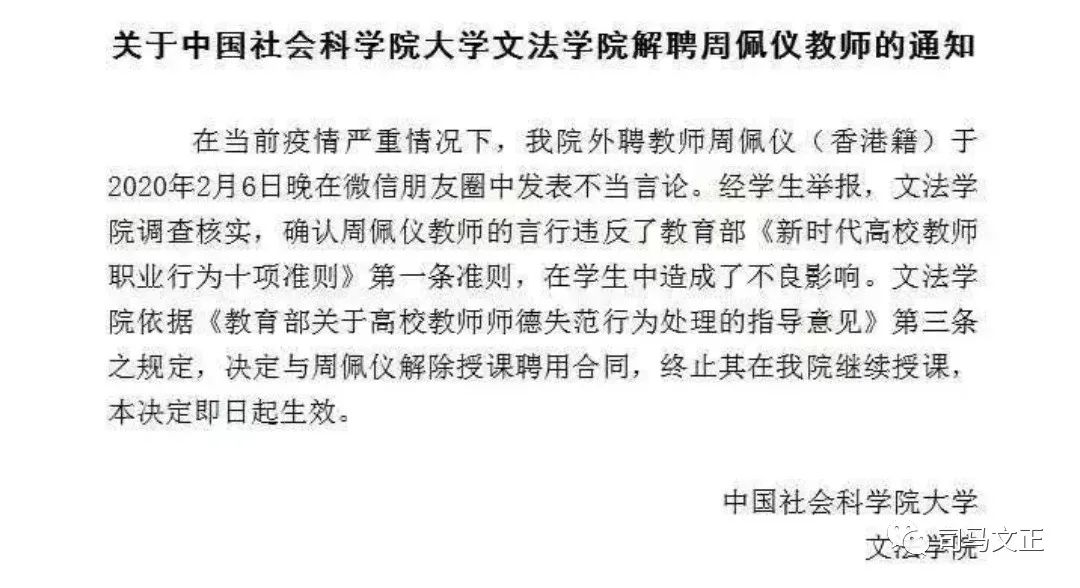 关于中国社会科学院大学文法学院解聘周佩仪教师的通知
在当前疫情严重情况下，我院外聘教师周佩仪（香港籍）于
2020年2月6日晚在微信朋友圈中发表不当言论。经学生举报，文法学
院调查核实，确认周佩仪教师的言行违反了教育部《新时代高校教师
职业行为十项准则》第一条准则，在学生中造成了不良影响。文法学
院依据《教育部关于高校教师师德失范行为处理的指导意见》第三条
之规定，决定与周佩仪解除授课聘用合同，终止其在我院继续授课，
本决定即日起生效。
中国社会科学院大学
文法学院
司马文正